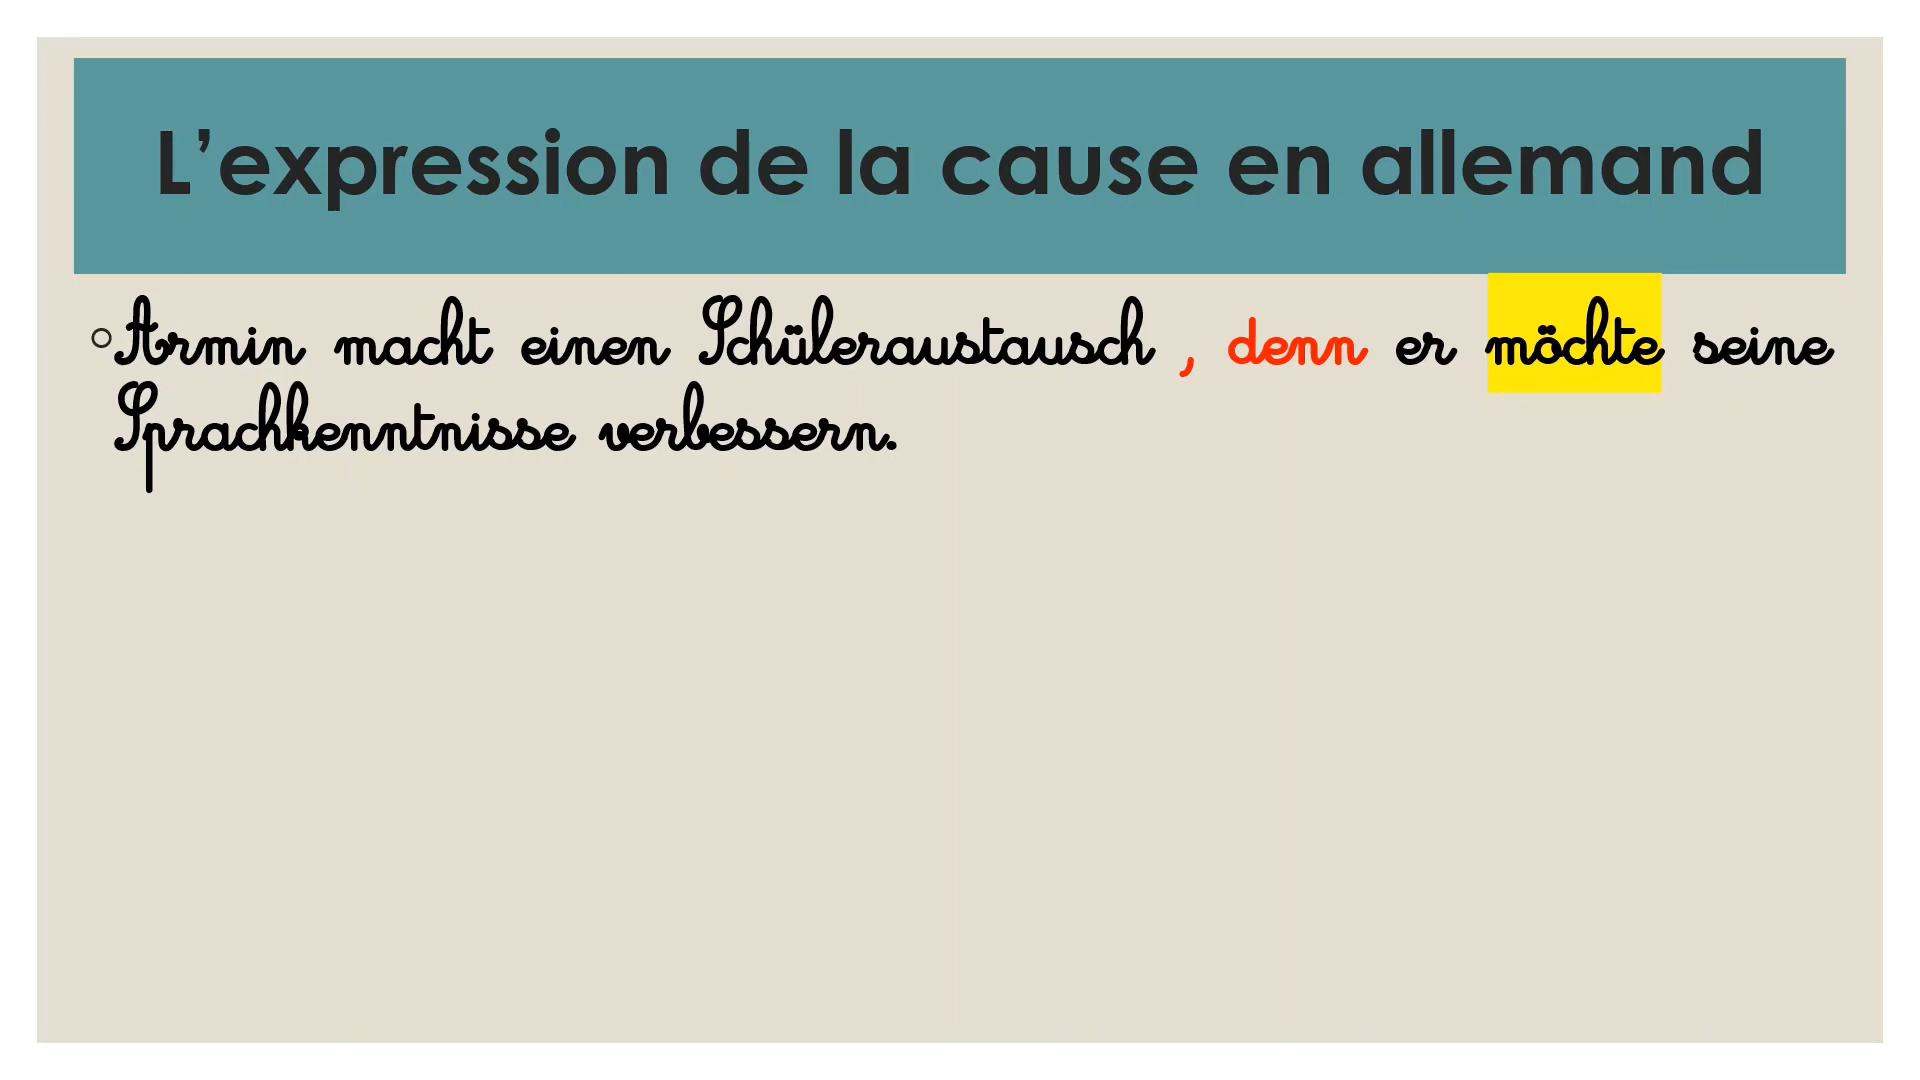 L’expression de la cause en allemand
Armin macht einen Schüleraustausch , denn er möchte seine
Sprachkenntnisse verbessern.